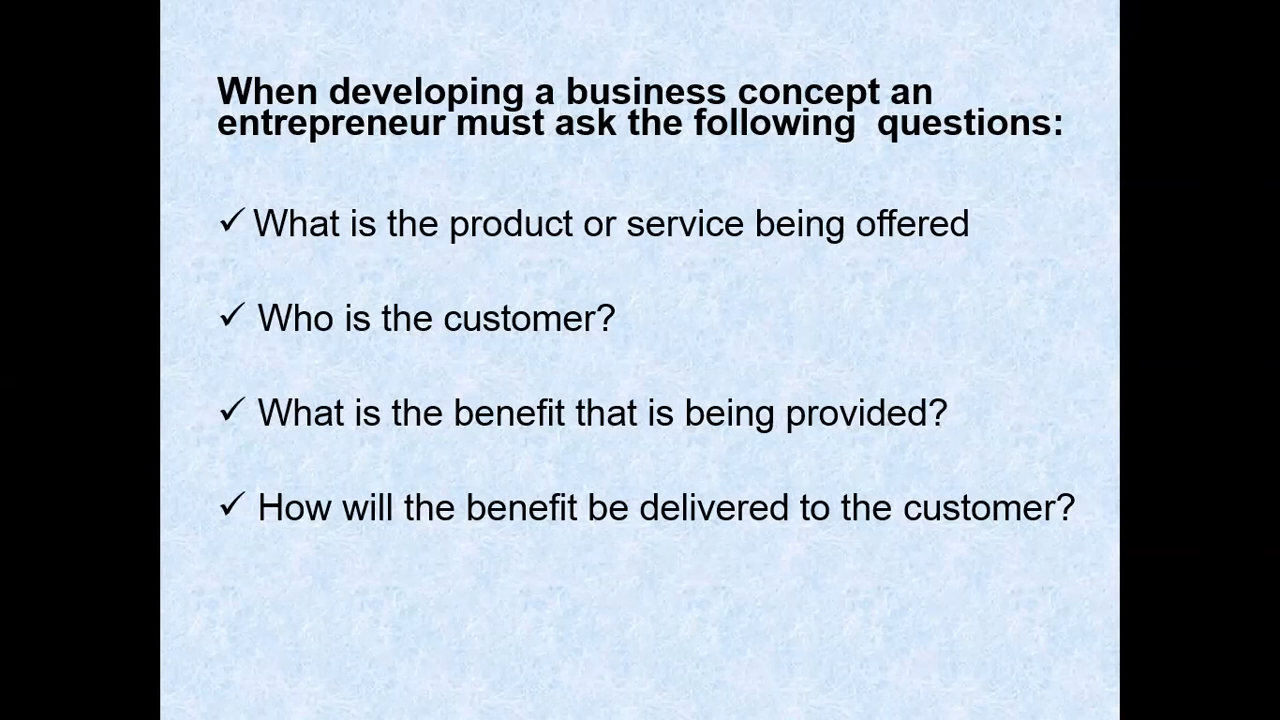 When developing a business concept an
entrepreneur must ask the following  questions:
✓ What is the product or service being offered
✓ Who is the customer?
✓ What is the benefit that is being provided?
✓ How will the benefit be delivered to the customer?